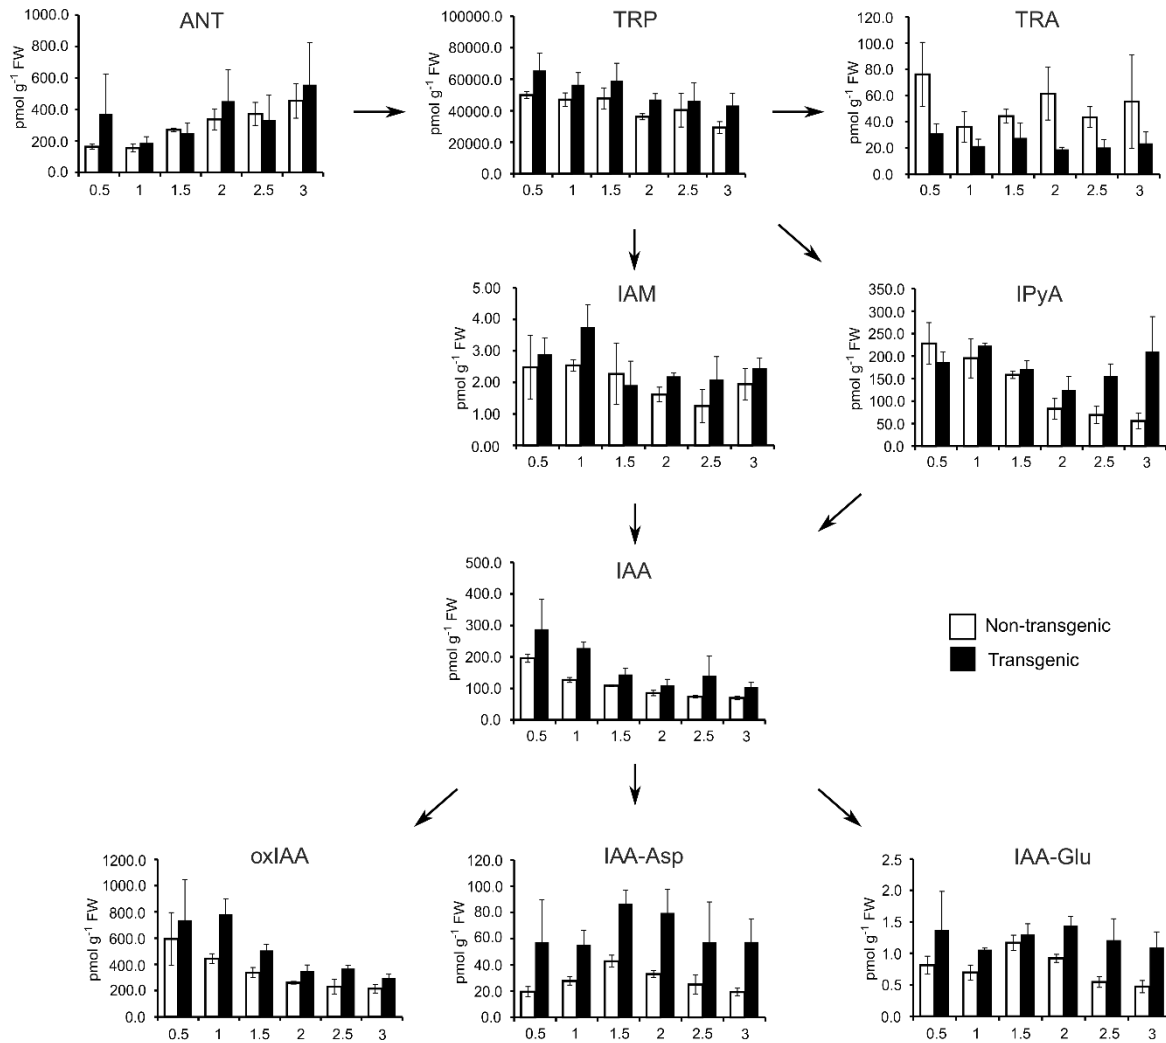 ANT
pmol g⁻¹ FW
1000.0
800.0
600.0
400.0
200.0
0.0
0.5 1 1.5 2 2.5 3
TRP
pmol g⁻¹ FW
100000.0
80000.0
60000.0
40000.0
20000.0
0.0
0.5 1 1.5 2 2.5 3
TRA
pmol g⁻¹ FW
120.0
100.0
80.0
60.0
40.0
20.0
0.0
0.5 1 1.5 2 2.5 3
IAM
pmol g⁻¹ FW
5.00
4.00
3.00
2.00
1.00
0.00
0.5 1 1.5 2 2.5 3
IPyA
pmol g⁻¹ FW
350.0
300.0
250.0
200.0
150.0
100.0
50.0
0.0
0.5 1 1.5 2 2.5 3
IAA
pmol g⁻¹ FW
500.0
400.0
300.0
200.0
100.0
0.0
0.5 1 1.5 2 2.5 3
Non-transgenic
Transgenic
oxIAA
pmol g⁻¹ FW
1200.0
1000.0
800.0
600.0
400.0
200.0
0.0
0.5 1 1.5 2 2.5 3
IAA-Asp
pmol g⁻¹ FW
120.0
100.0
80.0
60.0
40.0
20.0
0.0
0.5 1 1.5 2 2.5 3
IAA-Glu
pmol g⁻¹ FW
2.5
2.0
1.5
1.0
0.5
0.0
0.5 1 1.5 2 2.5 3